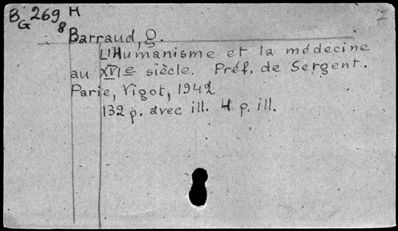 BG 269 H
8
Barraud, G.
L'Humanisme et la médecine
au XVIe siècle. Préf. de Sergent.
Paris, Vigot, 1942
132 p. avec ill. 4 p. ill.